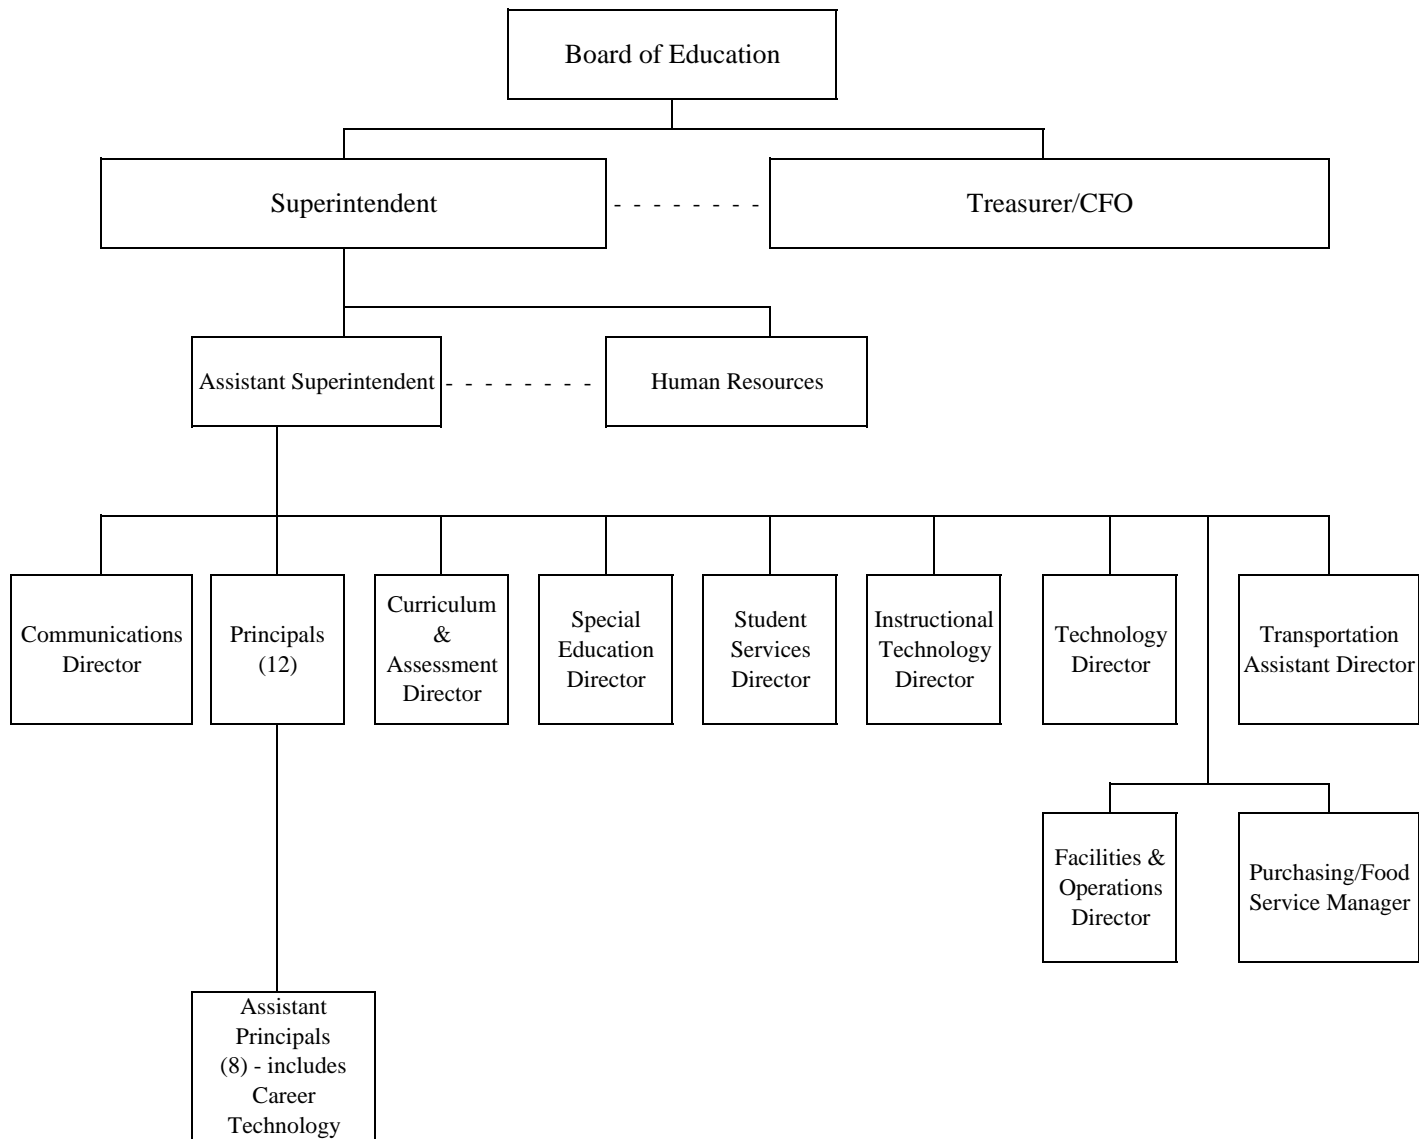 Board of Education
Superintendent
Treasurer/CFO
Assistant Superintendent
Human Resources
Communications
Director
Principals
(12)
Curriculum
&
Assessment
Director
Special
Education
Director
Student
Services
Director
Instructional
Technology
Director
Technology
Director
Transportation
Assistant Director
Facilities &
Operations
Director
Purchasing/Food
Service Manager
Assistant
Principals
(8) - includes
Career
Technology